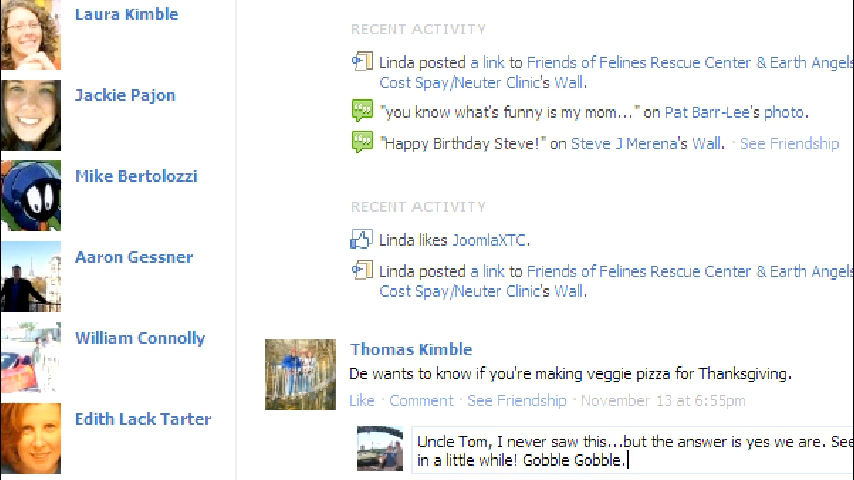 Laura Kimble
Jackie Pajon
Mike Bertolozzi
Aaron Gessner
William Connolly
Edith Lack Tarter
RECENT ACTIVITY
Linda posted a link to Friends of Felines Rescue Center & Earth Angels
Cost Spay/Neuter Clinic's Wall.
"you know what's funny is my mom..." on Pat Barr-Lee's photo.
"Happy Birthday Steve!" on Steve J Merena's Wall. · See Friendship
RECENT ACTIVITY
Linda likes JoomlaXTC.
Linda posted a link to Friends of Felines Rescue Center & Earth Angels
Cost Spay/Neuter Clinic's Wall.
Thomas Kimble
De wants to know if you're making veggie pizza for Thanksgiving.
Like · Comment · See Friendship · November 13 at 6:55pm
Uncle Tom, I never saw this...but the answer is yes we are. See
in a little while! Gobble Gobble.